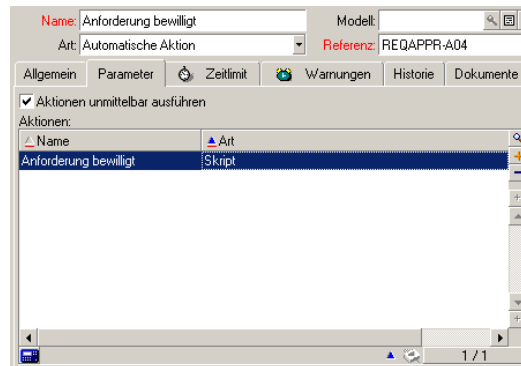 Name: Anforderung bewilligt Modell:
Art: Automatische Aktion Referenz: REQAPPR-A04
Allgemein Parameter Zeitlimit Warnungen Historie Dokumente
Aktionen unmittelbar ausführen
Aktionen:
Name Art
Anforderung bewilligt Skript
1 / 1